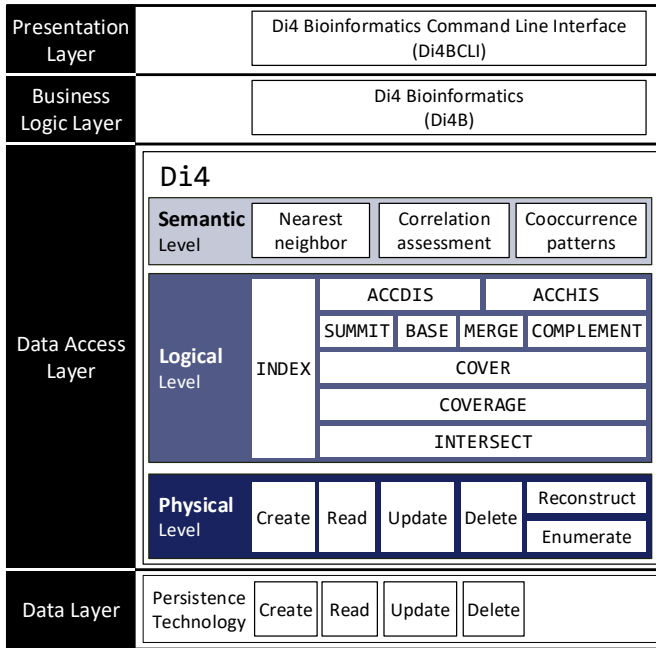 Presentation
Layer
Di4 Bioinformatics Command Line Interface
(Di4BCLI)
Business
Logic Layer
Di4 Bioinformatics
(Di4B)
Data Access
Layer
Di4
Semantic
Level
Nearest
neighbor
Correlation
assessment
Cooccurrence
patterns
Logical
Level
INDEX
ACCDIS
ACCHIS
SUMMIT
BASE
MERGE
COMPLEMENT
COVER
COVERAGE
INTERSECT
Physical
Level
Create
Read
Update
Delete
Reconstruct
Enumerate
Data Layer
Persistence
Technology
Create
Read
Update
Delete